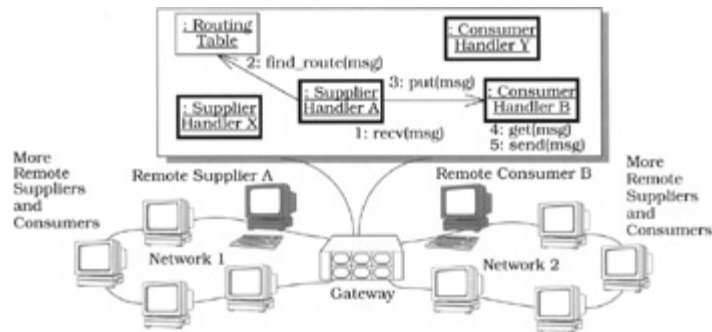 : Routing
Table
: Consumer
Handler Y
2: find_route(msg)
3: put(msg)
: Supplier
Handler X
: Supplier
Handler A
: Consumer
Handler B
1: recv(msg)
4: get(msg)
5: send(msg)
More
Remote
Suppliers
and
Consumers
Remote Supplier A
Remote Consumer B
More
Remote
Suppliers
and
Consumers
Network 1
Network 2
Gateway